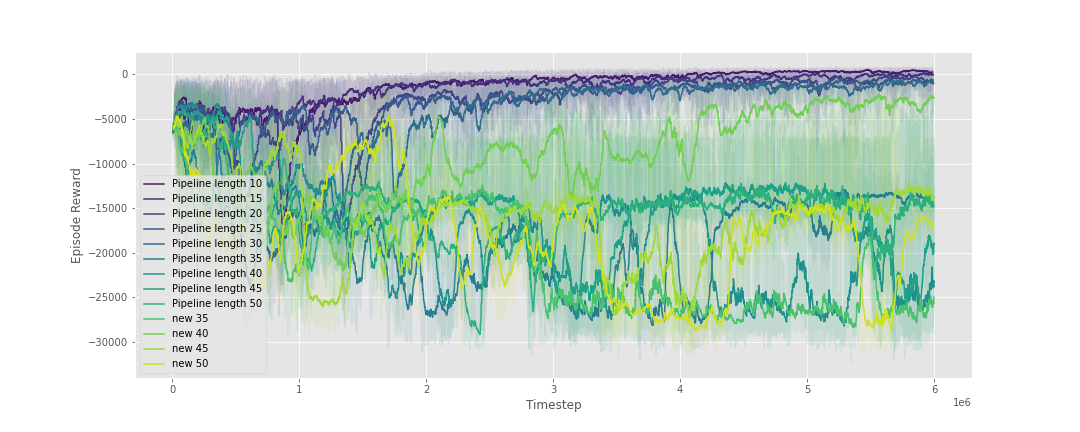 0
−5000
−10000
−15000
−20000
−25000
−30000
Episode Reward
Pipeline length 10
Pipeline length 15
Pipeline length 20
Pipeline length 25
Pipeline length 30
Pipeline length 35
Pipeline length 40
Pipeline length 45
Pipeline length 50
new 35
new 40
new 45
new 50
0 1 2 3 4 5 6
1e6
Timestep